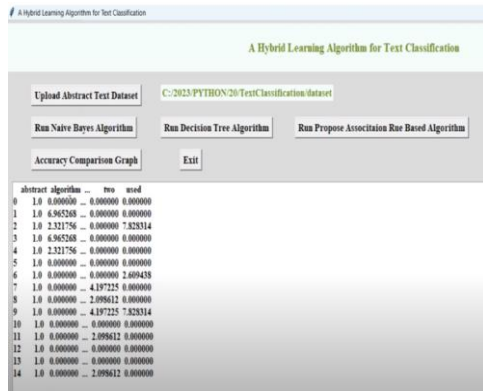 A Hybrid Learning Algorithm for Text Classification
A Hybrid Learning Algorithm for Text Classification
Upload Abstract Text Dataset C:/2023/PYTHON/20/TextClassification/dataset
Run Naive Bayes Algorithm Run Decision Tree Algorithm Run Propose Associtaion Rue Based Algorithm
Accuracy Comparison Graph Exit
abstract algorithm ... two used
0 1.0 0.000000 ... 0.000000 0.000000
1 1.0 6.965268 ... 0.000000 0.000000
2 1.0 2.321756 ... 0.000000 7.828314
3 1.0 6.965268 ... 0.000000 0.000000
4 1.0 2.321756 ... 0.000000 0.000000
5 1.0 0.000000 ... 0.000000 0.000000
6 1.0 0.000000 ... 0.000000 2.609438
7 1.0 0.000000 ... 4.197225 0.000000
8 1.0 0.000000 ... 2.098612 0.000000
9 1.0 0.000000 ... 4.197225 7.828314
10 1.0 0.000000 ... 0.000000 0.000000
11 1.0 0.000000 ... 2.098612 0.000000
12 1.0 0.000000 ... 0.000000 0.000000
13 1.0 0.000000 ... 0.000000 0.000000
14 1.0 0.000000 ... 2.098612 0.000000